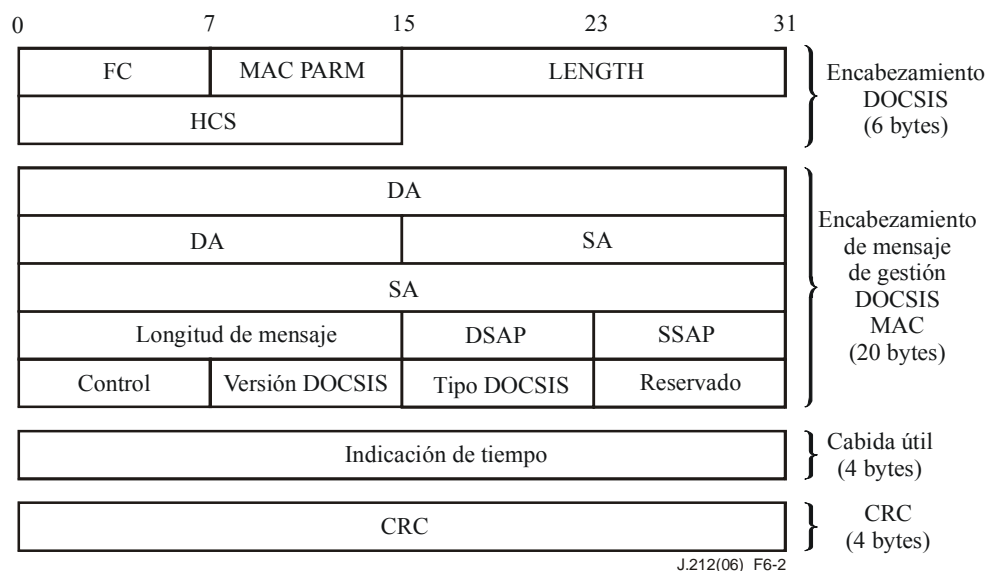 0 7 15 23 31
FC MAC PARM LENGTH
HCS
Encabezamiento
DOCSIS
(6 bytes)
DA
DA SA
SA
Longitud de mensaje DSAP SSAP
Control Versión DOCSIS Tipo DOCSIS Reservado
Encabezamiento
de mensaje
de gestión
DOCSIS
MAC
(20 bytes)
Indicación de tiempo
Cabida útil
(4 bytes)
CRC
CRC
(4 bytes)
J.212(06)_F6-2